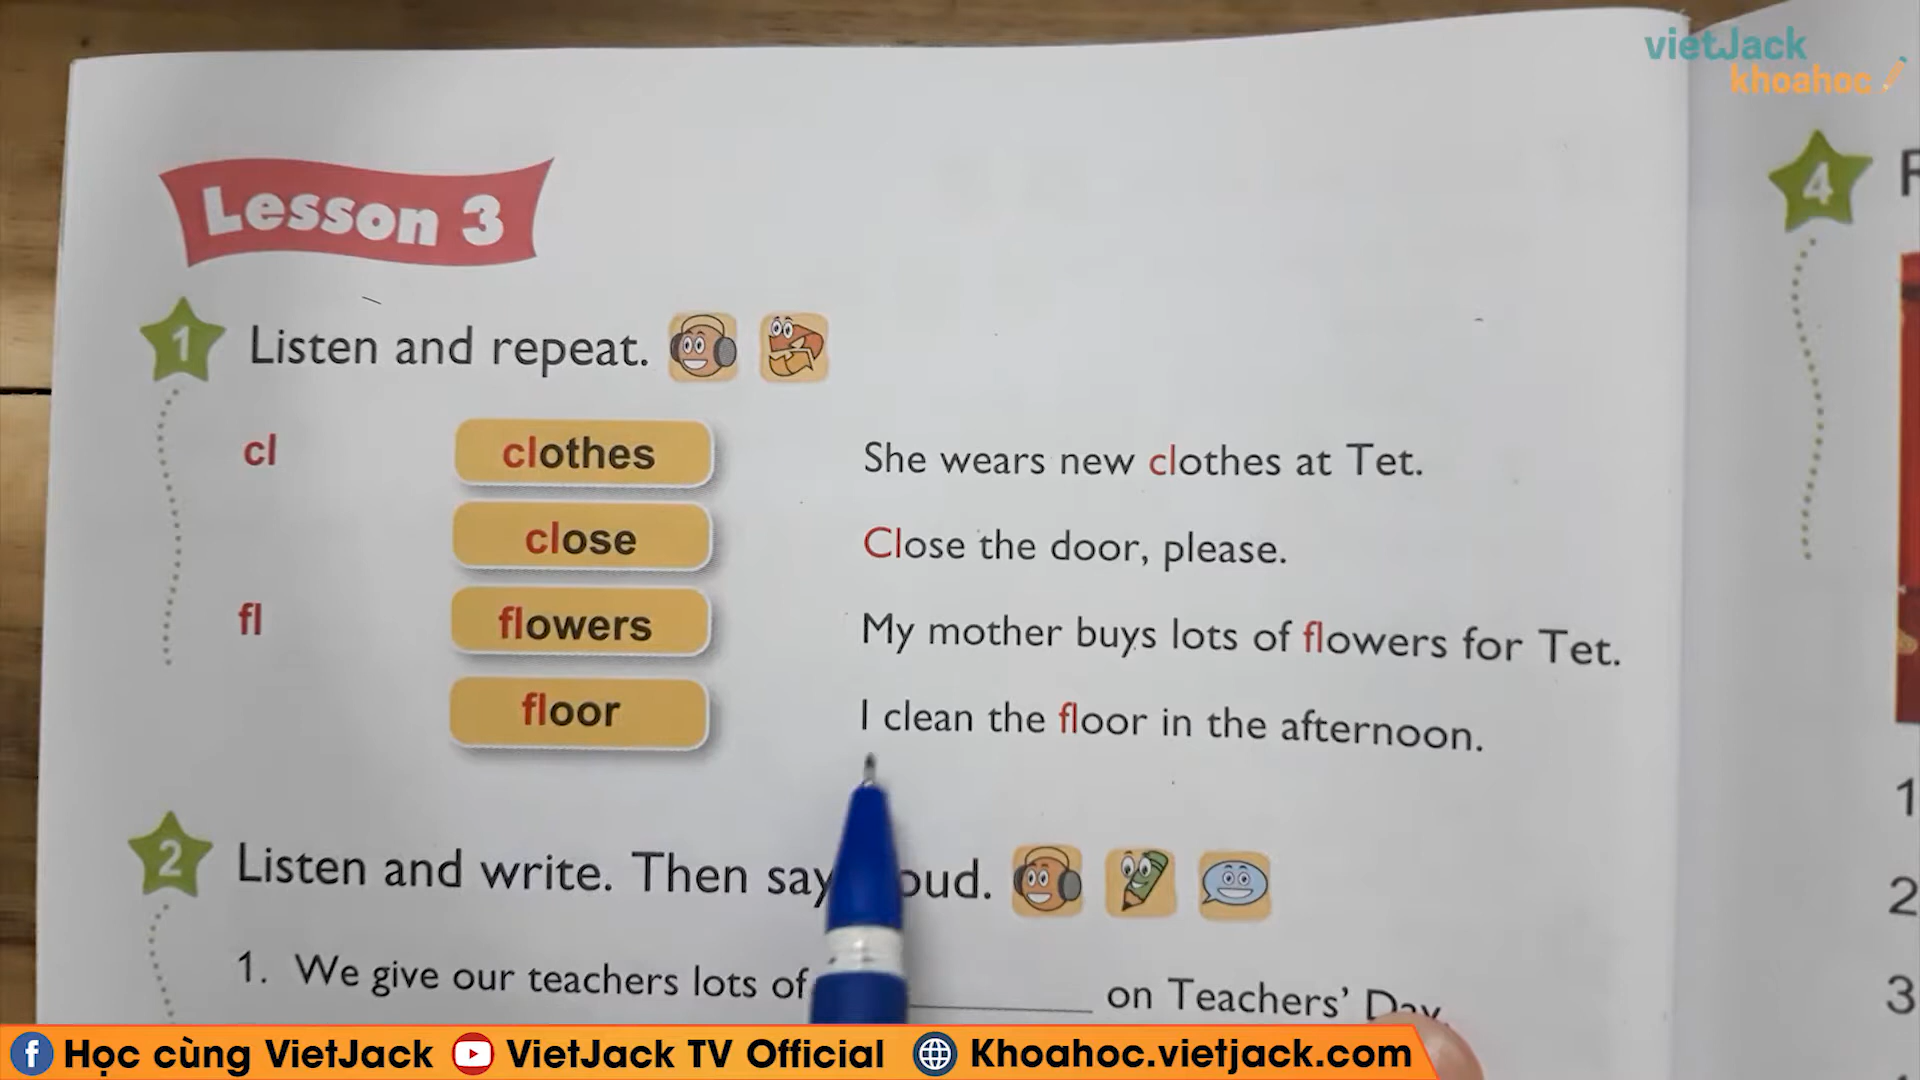 vietJack
khoahoc
Lesson 3
1 Listen and repeat.
cl clothes She wears new clothes at Tet.
close Close the door, please.
fl flowers My mother buys lots of flowers for Tet.
floor I clean the floor in the afternoon.
2 Listen and write. Then say
1. We give our teachers lots of ________ on Teachers' Day.
4
1
2
3
Học cùng VietJack VietJack TV Official Khoahoc.vietjack.com